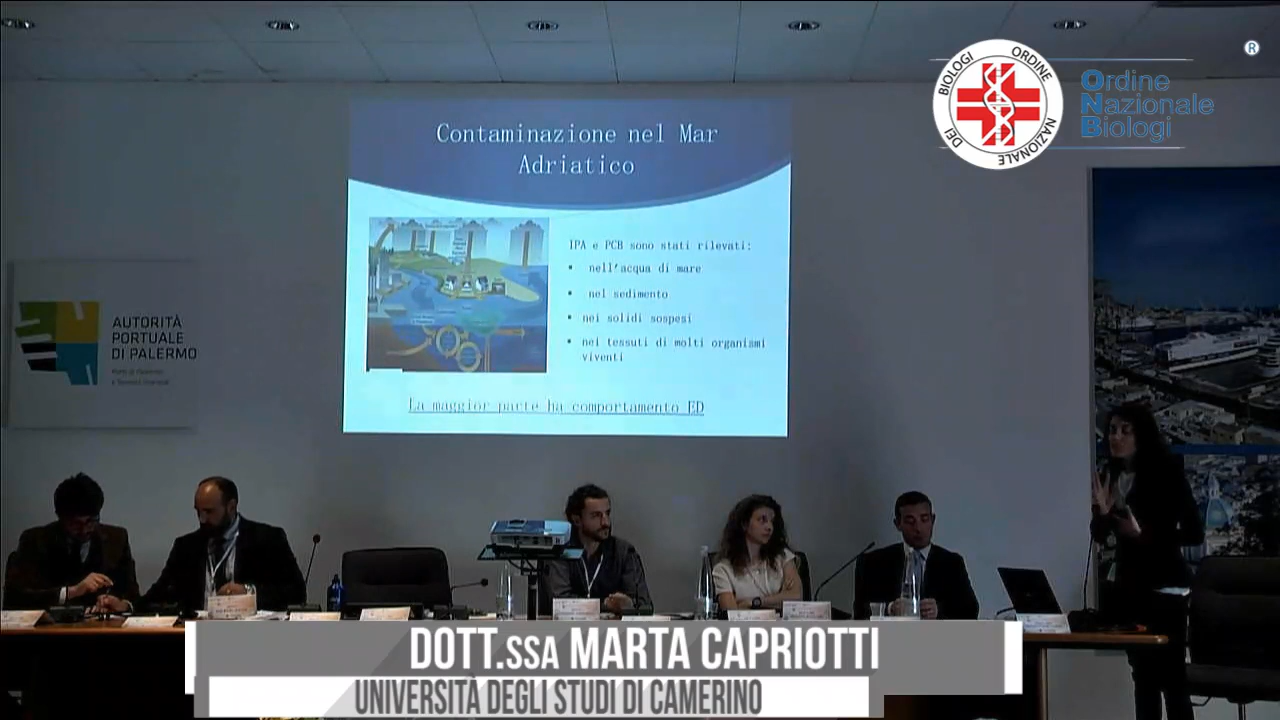 BIOLOGI ORDINE
DEI NAZIONALE
Ordine
Nazionale
Biologi
®
Contaminazione nel Mar
Adriatico
IPA e PCB sono stati rilevati:
▪ nell'acqua di mare
▪ nel sedimento
▪ nei solidi sospesi
▪ nei tessuti di molti organismi
viventi
La maggior parte ha comportamento ED
AUTORITÀ
PORTUALE
DI PALERMO
DOTT.SSA MARTA CAPRIOTTI
UNIVERSITÀ DEGLI STUDI DI CAMERINO